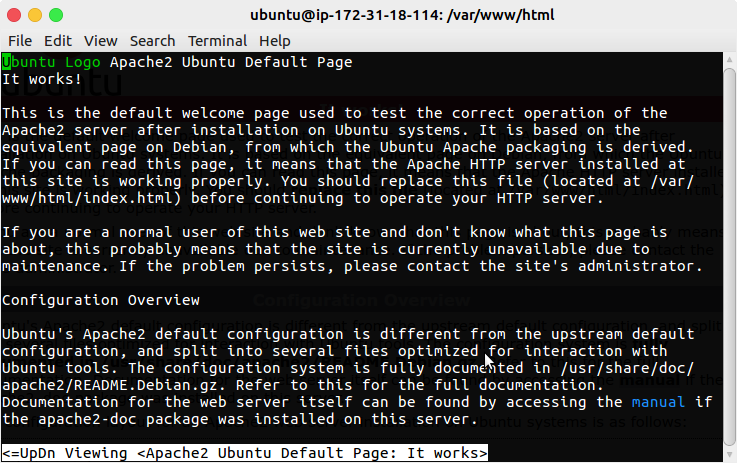 ubuntu@ip-172-31-18-114: /var/www/html
File Edit View Search Terminal Help
Ubuntu Logo Apache2 Ubuntu Default Page
It works!
This is the default welcome page used to test the correct operation of the
Apache2 server after installation on Ubuntu systems. It is based on the
equivalent page on Debian, from which the Ubuntu Apache packaging is derived.
If you can read this page, it means that the Apache HTTP server installed at
this site is working properly. You should replace this file (located at /var/
www/html/index.html) before continuing to operate your HTTP server.
If you are a normal user of this web site and don't know what this page is
about, this probably means that the site is currently unavailable due to
maintenance. If the problem persists, please contact the site's administrator.
Configuration Overview
Ubuntu's Apache2 default configuration is different from the upstream default
configuration, and split into several files optimized for interaction with
Ubuntu tools. The configuration system is fully documented in /usr/share/doc/
apache2/README.Debian.gz. Refer to this for the full documentation.
Documentation for the web server itself can be found by accessing the manual if
the apache2-doc package was installed on this server.
<=UpDn Viewing <Apache2 Ubuntu Default Page: It works>